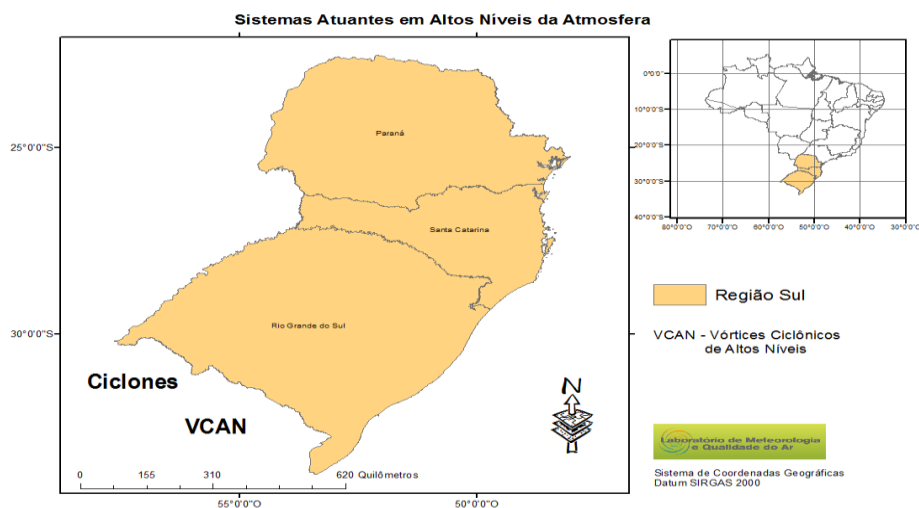 Sistemas Atuantes em Altos Níveis da Atmosfera
Paraná
Santa Catarina
Rio Grande do Sul
Ciclones
VCAN
N
0 155 310 620 Quilômetros
25°0'0"S
30°0'0"S
55°0'0"O 50°0'0"O
0°0'0"
10°0'0"S
20°0'0"S
30°0'0"S
40°0'0"S
80°0'0"O 70°0'0"O 60°0'0"O 50°0'0"O 40°0'0"O 30°0'0"O
Região Sul
VCAN - Vórtices Ciclônicos
de Altos Níveis
Laboratório de Meteorologia
e Qualidade do Ar
Sistema de Coordenadas Geográficas
Datum SIRGAS 2000